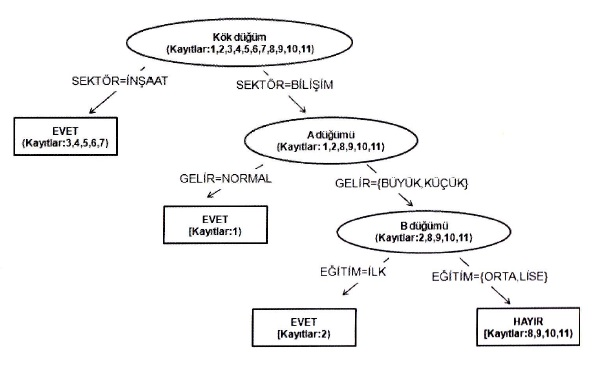 Kök düğüm
(Kayıtlar:1,2,3,4,5,6,7,8,9,10,11)
SEKTÖR=İNŞAAT
SEKTÖR=BİLİŞİM
EVET
(Kayıtlar:3,4,5,6,7)
A düğümü
(Kayıtlar: 1,2,8,9,10,11)
GELİR=NORMAL
GELİR={BÜYÜK,KÜÇÜK}
EVET
[Kayıtlar:1)
B düğümü
(Kayıtlar:2,8,9,10,11)
EĞİTİM=İLK
EĞİTİM={ORTA,LİSE}
EVET
[Kayıtlar:2)
HAYIR
[Kayıtlar:8,9,10,11)